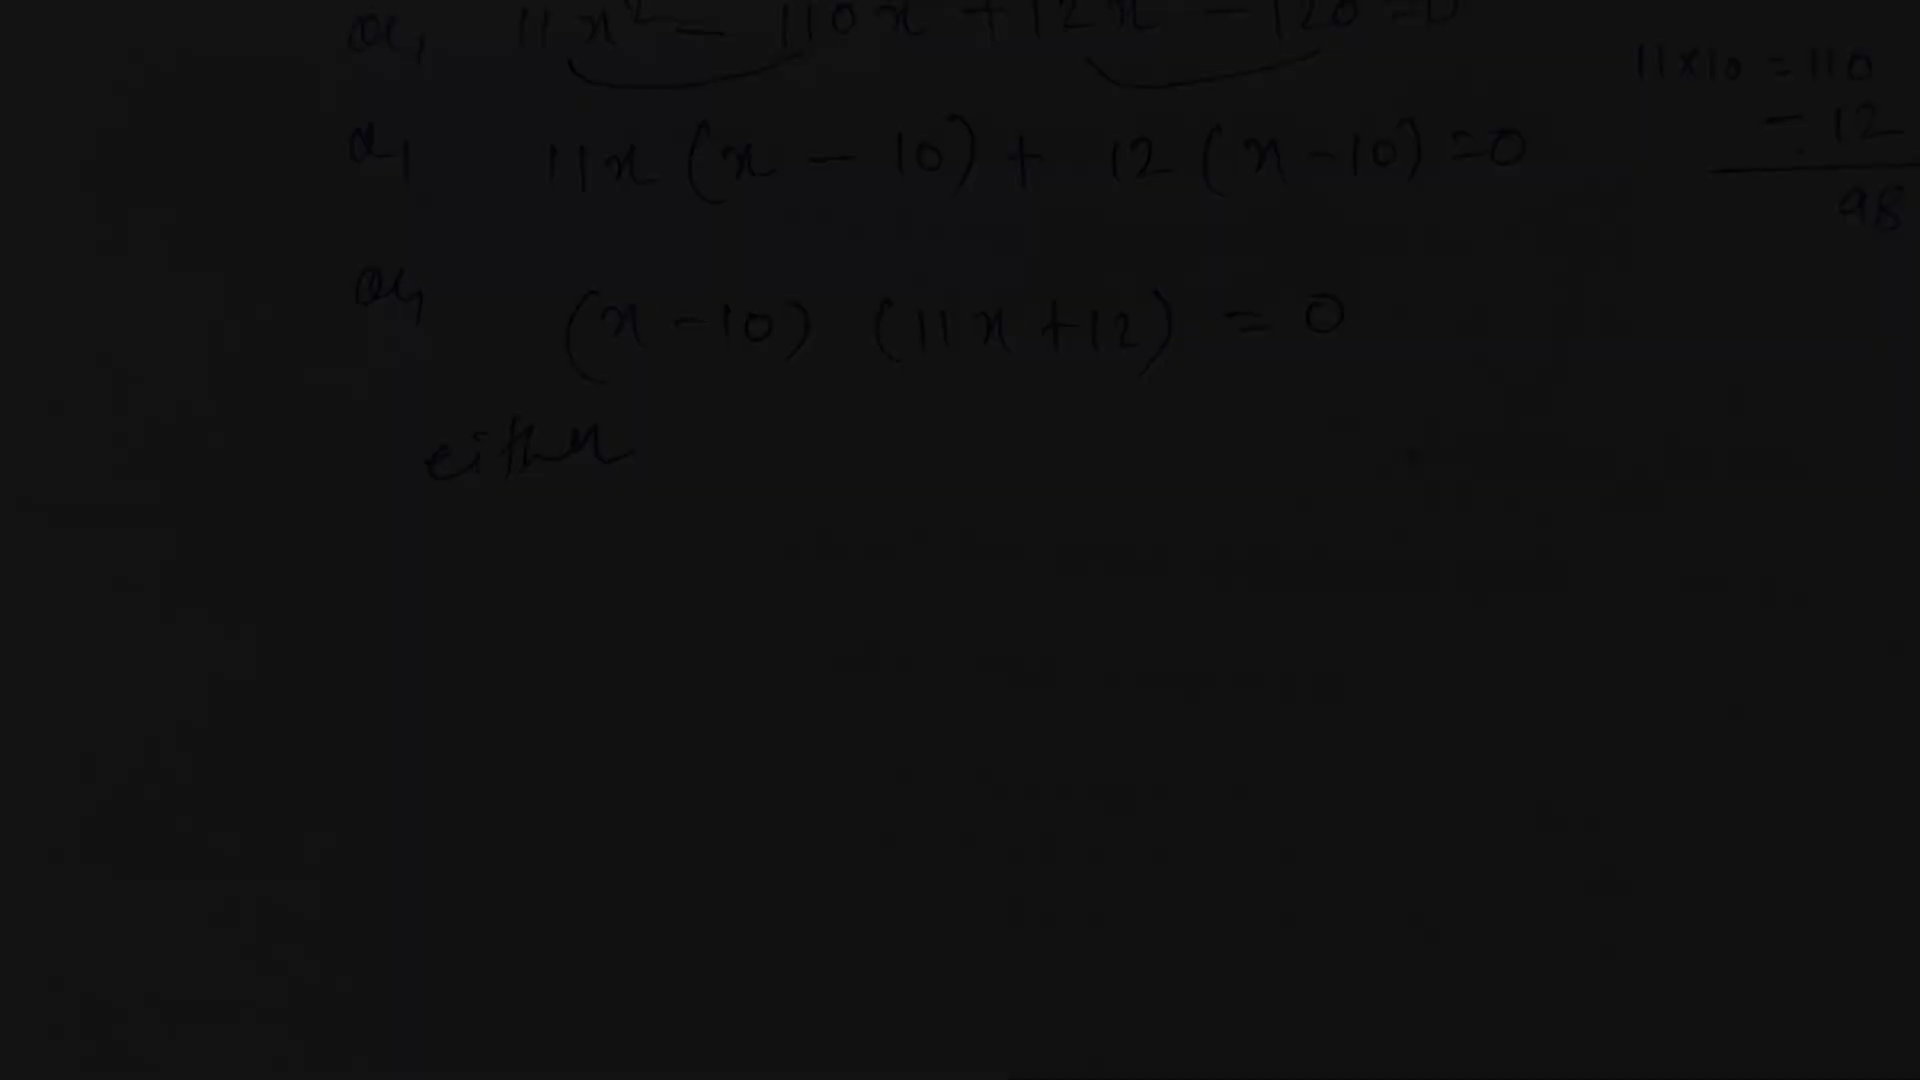 or, 11x² - 110x + 12x - 120 = 0
or, 11x (x - 10) + 12 (x - 10) = 0
or, (x - 10) (11x + 12) = 0
either
11 x 10 = 110
- 12
98